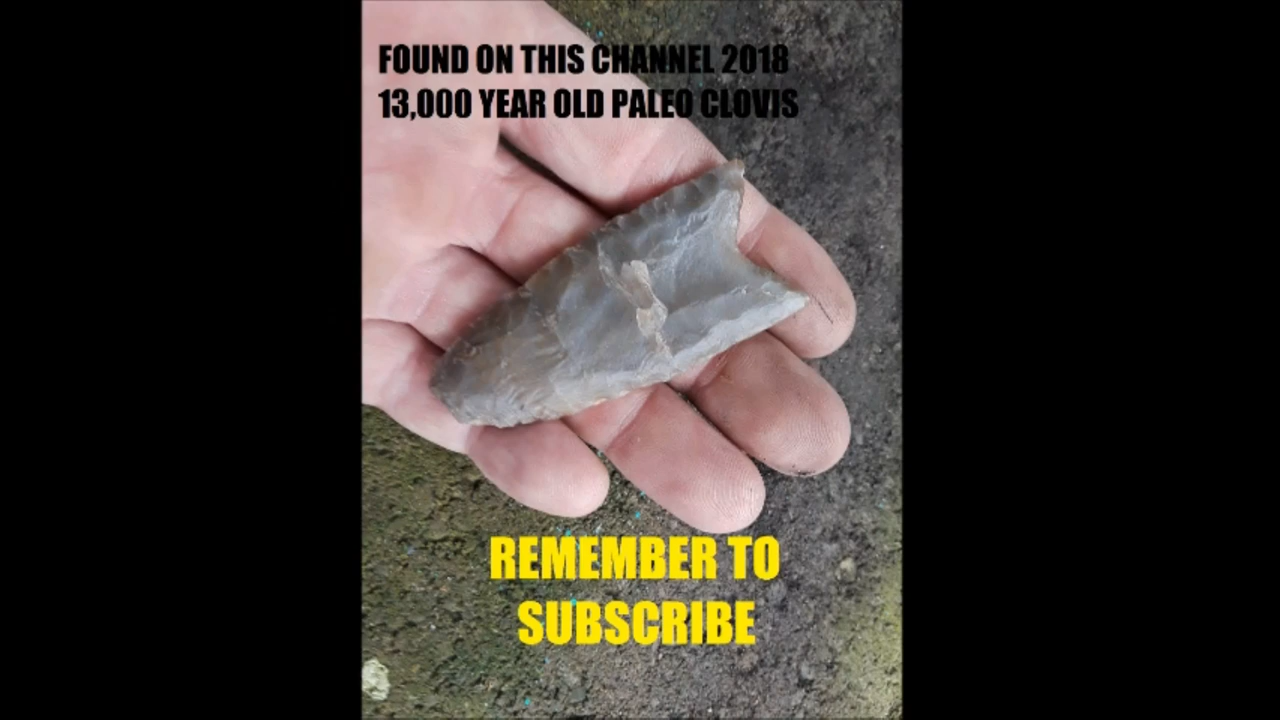 FOUND ON THIS CHANNEL 2018
13,000 YEAR OLD PALEO CLOVIS
REMEMBER TO
SUBSCRIBE